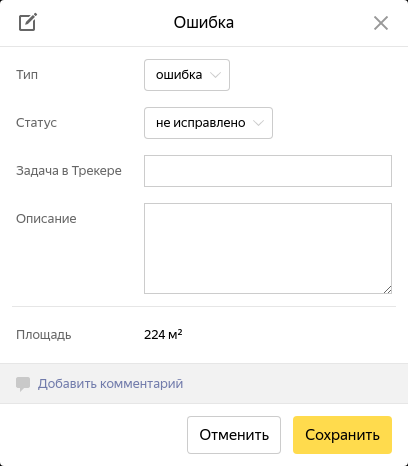 Ошибка
Тип
ошибка
Статус
не исправлено
Задача в Трекере
Описание
Площадь
224 м²
Добавить комментарий
Отменить
Сохранить